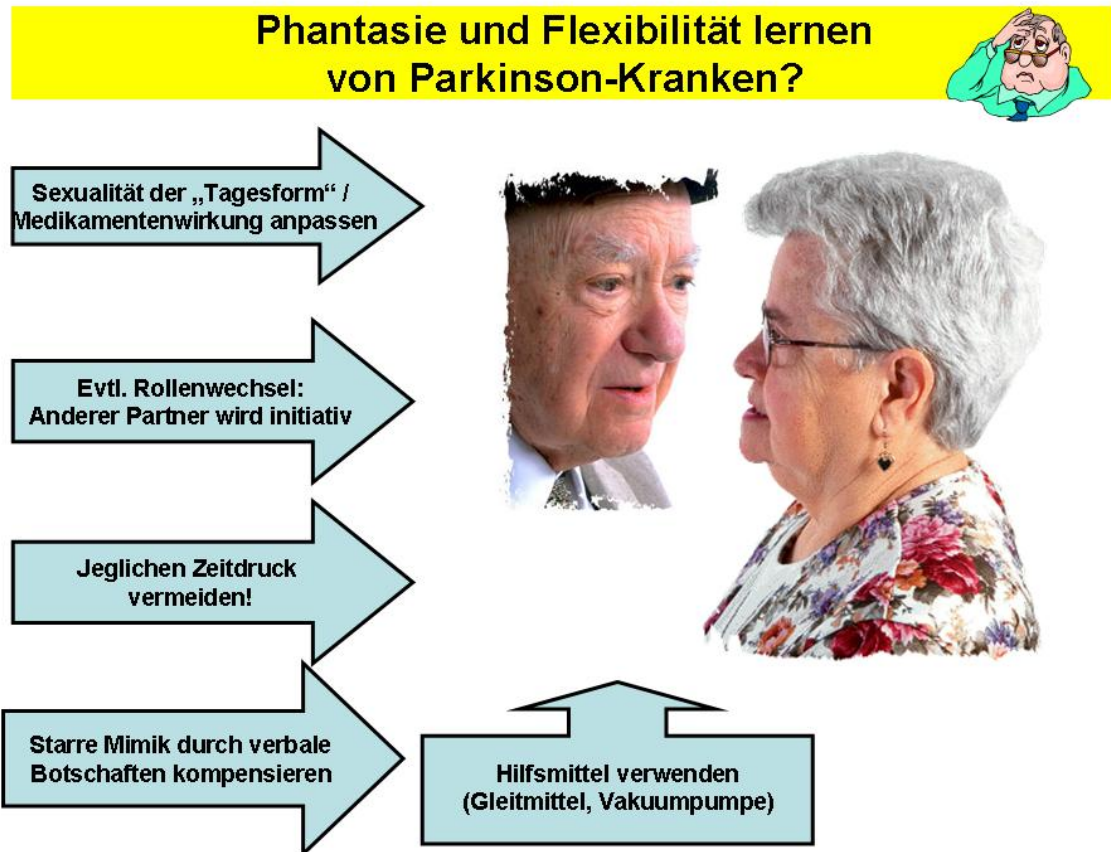 Phantasie und Flexibilität lernen
von Parkinson-Kranken?
Sexualität der „Tagesform“ /
Medikamentenwirkung anpassen
Evtl. Rollenwechsel:
Anderer Partner wird initiativ
Jeglichen Zeitdruck
vermeiden!
Starre Mimik durch verbale
Botschaften kompensieren
Hilfsmittel verwenden
(Gleitmittel, Vakuumpumpe)